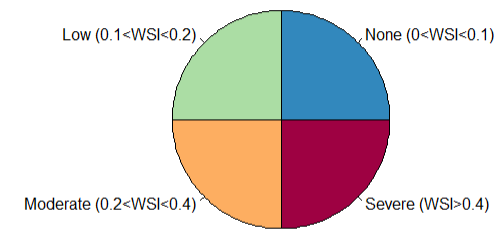 Low (0.1<WSI<0.2)
None (0<WSI<0.1)
Moderate (0.2<WSI<0.4)
Severe (WSI>0.4)